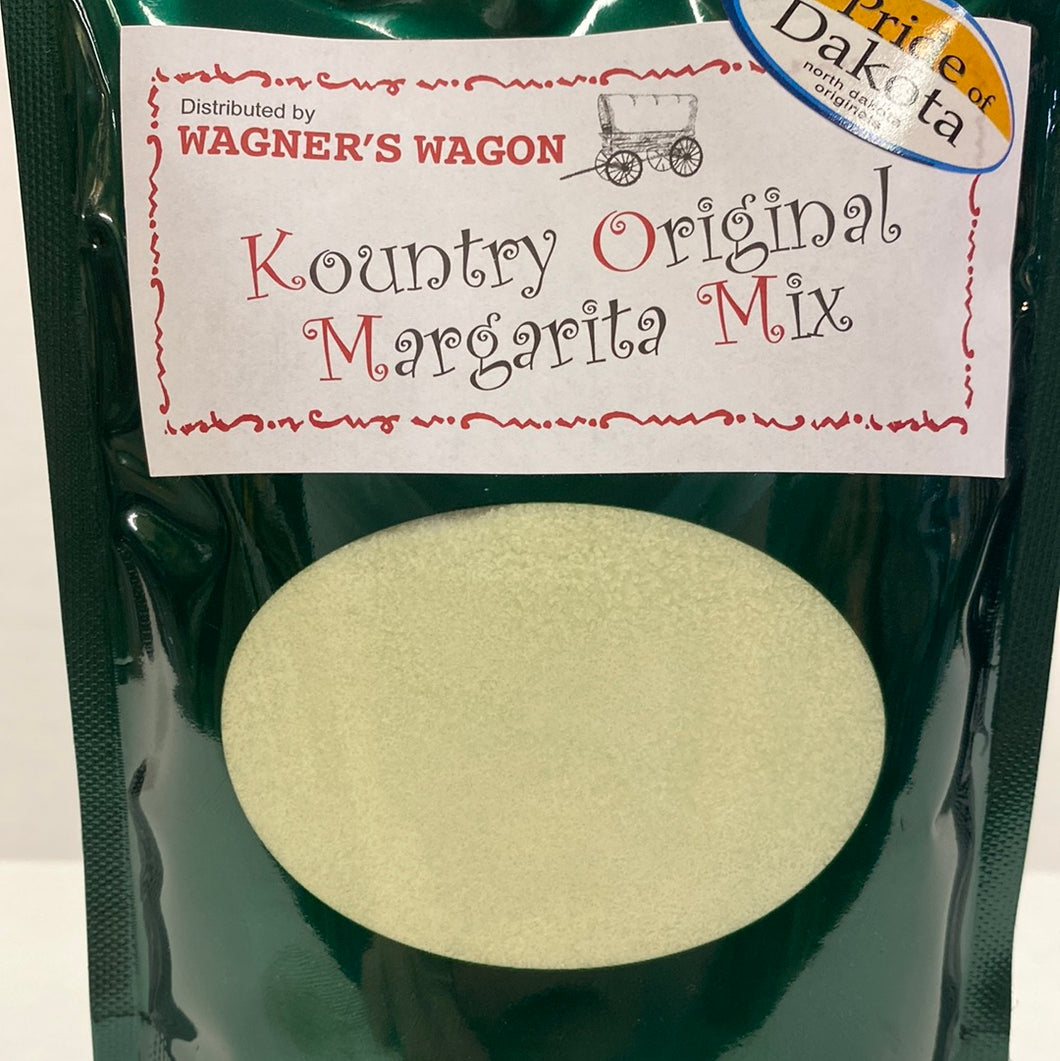 Pride of
Dakota
north dakota
originals
Distributed by
WAGNER'S WAGON
Kountry Original
Margarita Mix